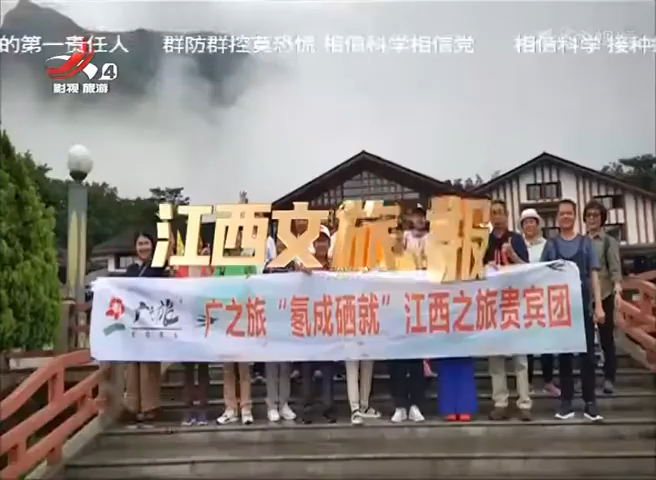 的第一责任人 群防群控莫恐慌 相信科学相信党 相信科学 接种
4
影视 旅游
江西文旅报
广之旅
广之旅“氡成硒就”江西之旅贵宾团